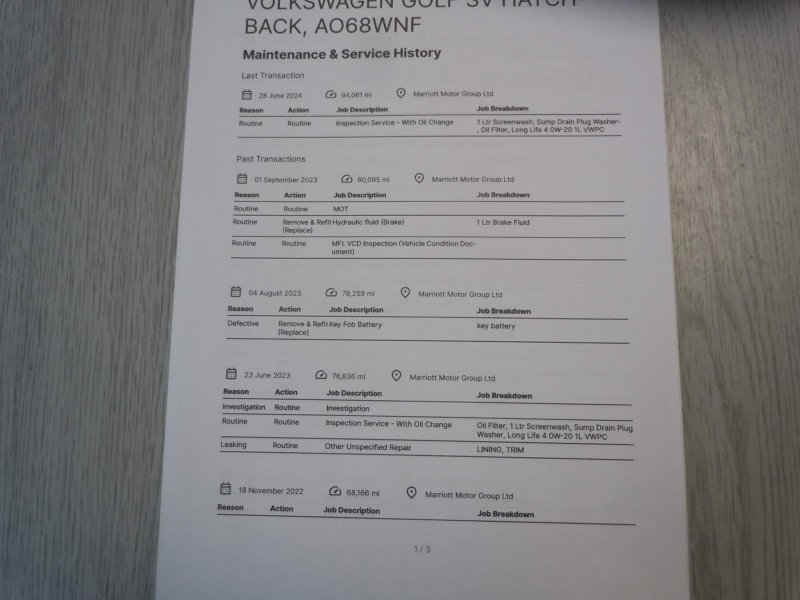 VOLKSWAGEN GOLF SV HATCH-
BACK, AO68WNF
Maintenance & Service History
Last Transaction
28 June 2024 94,061 mi Marriott Motor Group Ltd
Reason Action Job Description Job Breakdown
Routine Routine Inspection Service - With Oil Change 1 Ltr Screenwash, Sump Drain Plug Washer-
, Oil Filter, Long Life 4 0W-20 1L VWPC
Past Transactions
01 September 2023 80,095 mi Marriott Motor Group Ltd
Reason Action Job Description Job Breakdown
Routine Routine MOT
Routine Remove & Refit Hydraulic fluid (Brake) 1 Ltr Brake Fluid
(Replace)
Routine Routine MFL VCD Inspection (Vehicle Condition Doc-
ument)
04 August 2023 78,259 mi Marriott Motor Group Ltd
Reason Action Job Description Job Breakdown
Defective Remove & Refit Key Fob Battery key battery
(Replace)
23 June 2023 76,836 mi Marriott Motor Group Ltd
Reason Action Job Description Job Breakdown
Investigation Routine Investigation
Routine Routine Inspection Service - With Oil Change Oil Filter, 1 Ltr Screenwash, Sump Drain Plug
Washer, Long Life 4 0W-20 1L VWPC
Leaking Routine Other Unspecified Repair LINING, TRIM
18 November 2022 68,166 mi Marriott Motor Group Ltd
Reason Action Job Description Job Breakdown
1 / 3